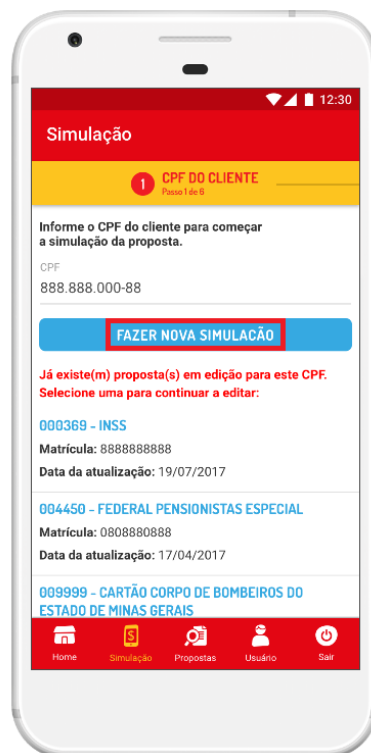 12:30
Simulação
1 CPF DO CLIENTE
Passo 1 de 6
Informe o CPF do cliente para começar
a simulação da proposta.
CPF
888.888.000-88
FAZER NOVA SIMULACÃO
Já existe(m) proposta(s) em edição para este CPF.
Selecione uma para continuar a editar:
000369 - INSS
Matrícula: 8888888888
Data da atualização: 19/07/2017
004450 - FEDERAL PENSIONISTAS ESPECIAL
Matrícula: 0808880888
Data da atualização: 17/04/2017
009999 - CARTÃO CORPO DE BOMBEIROS DO
ESTADO DE MINAS GERAIS
Home Simulação Propostas Usuário Sair